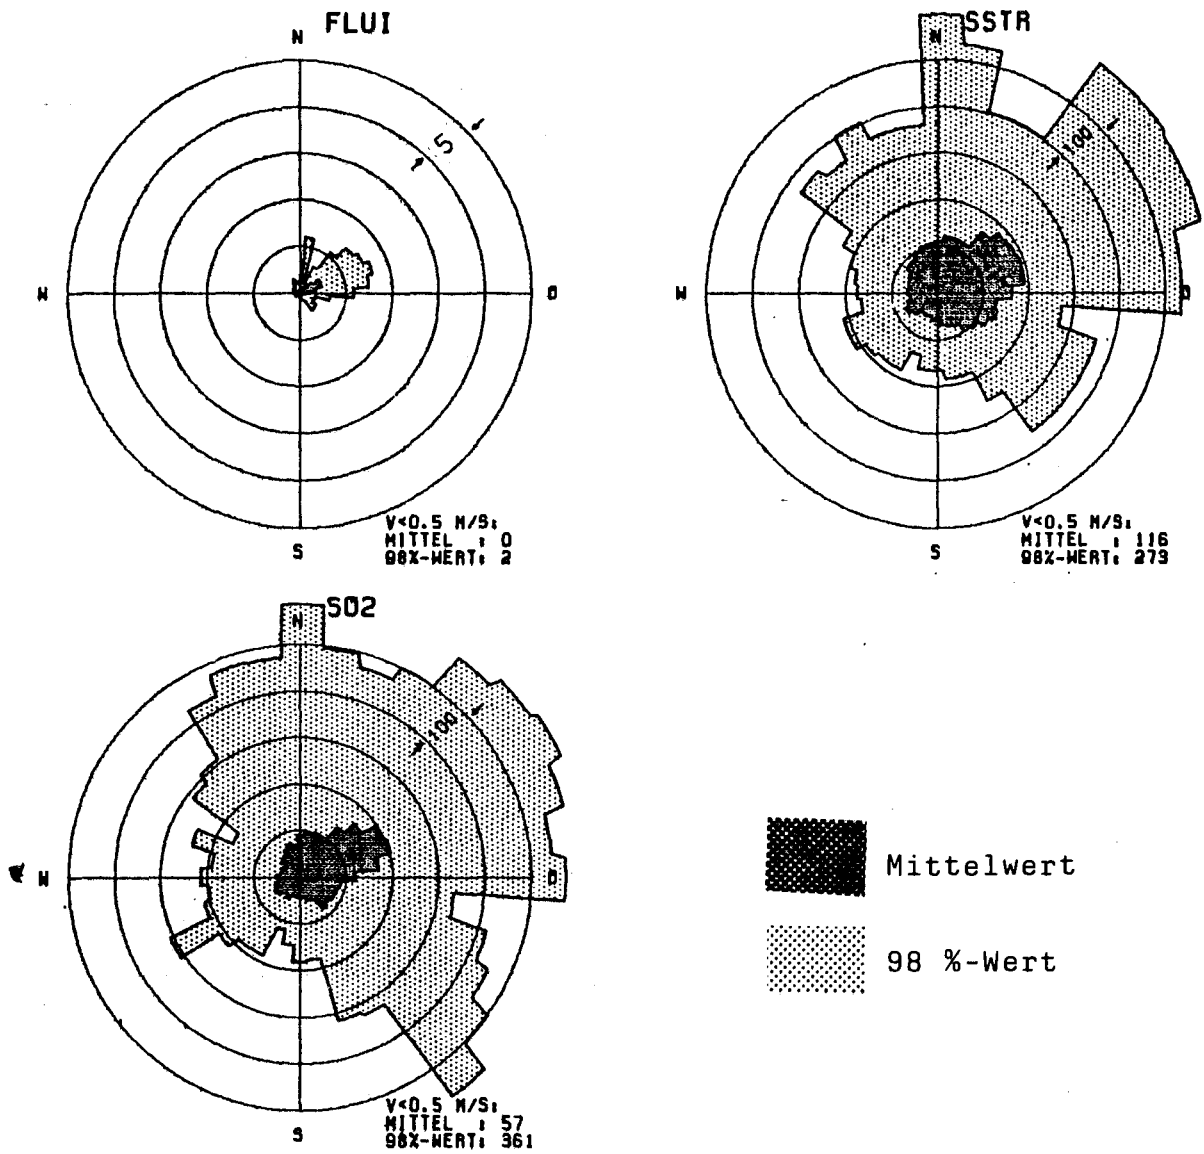 FLUI
N
5
W
O
S
V<0.5 M/S:
MITTEL : 0
98%-WERT: 2
SSTR
N
100
W
O
S
V<0.5 M/S:
MITTEL : 116
98%-WERT: 273
SO2
N
100
W
O
S
V<0.5 M/S:
MITTEL : 57
98%-WERT: 361
Mittelwert
98 %-Wert